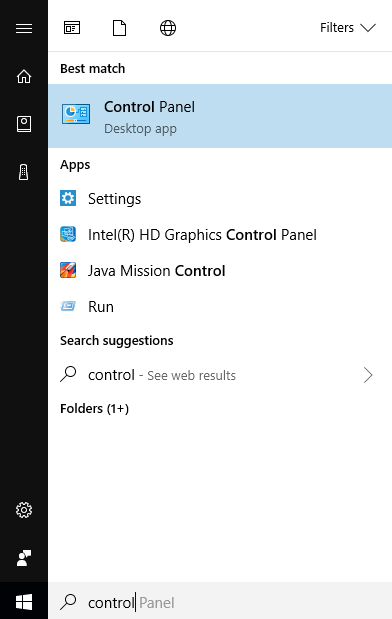 Filters
Best match
Control Panel
Desktop app
Apps
Settings
Intel(R) HD Graphics Control Panel
Java Mission Control
Run
Search suggestions
control - See web results
Folders (1+)
control Panel